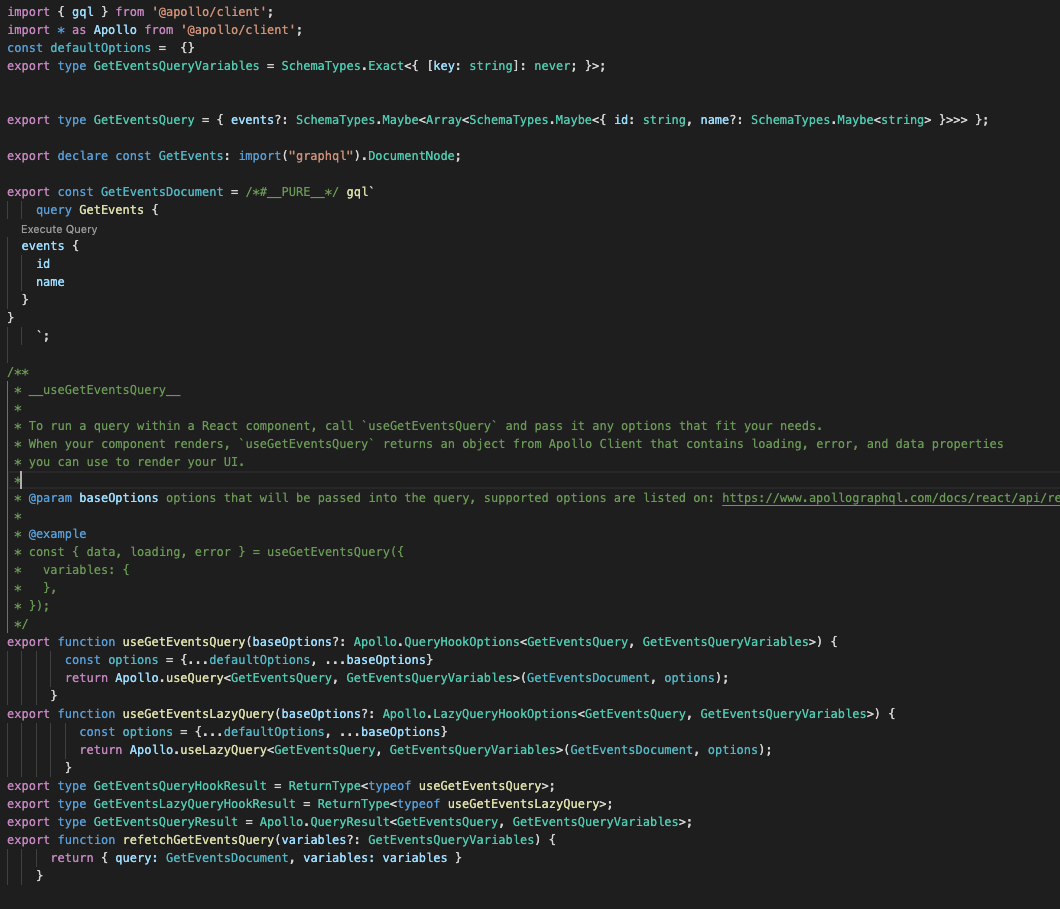 import { gql } from '@apollo/client';
import * as Apollo from '@apollo/client';
const defaultOptions =  {}
export type GetEventsQueryVariables = SchemaTypes.Exact<{ [key: string]: never; }>;
export type GetEventsQuery = { events?: SchemaTypes.Maybe<Array<SchemaTypes.Maybe<{ id: string, name?: SchemaTypes.Maybe<string> }>>> };
export declare const GetEvents: import("graphql").DocumentNode;
export const GetEventsDocument = /*#__PURE__*/ gql`
    query GetEvents {
Execute Query
  events {
    id
    name
  }
}
    `;
/**
 * __useGetEventsQuery__
 *
 * To run a query within a React component, call `useGetEventsQuery` and pass it any options that fit your needs.
 * When your component renders, `useGetEventsQuery` returns an object from Apollo Client that contains loading, error, and data properties
 * you can use to render your UI.
 *
 * @param baseOptions options that will be passed into the query, supported options are listed on: https://www.apollographql.com/docs/react/api/re
 *
 * @example
 * const { data, loading, error } = useGetEventsQuery({
 *   variables: {
 *   },
 * });
 */
export function useGetEventsQuery(baseOptions?: Apollo.QueryHookOptions<GetEventsQuery, GetEventsQueryVariables>) {
        const options = {...defaultOptions, ...baseOptions}
        return Apollo.useQuery<GetEventsQuery, GetEventsQueryVariables>(GetEventsDocument, options);
      }
export function useGetEventsLazyQuery(baseOptions?: Apollo.LazyQueryHookOptions<GetEventsQuery, GetEventsQueryVariables>) {
          const options = {...defaultOptions, ...baseOptions}
          return Apollo.useLazyQuery<GetEventsQuery, GetEventsQueryVariables>(GetEventsDocument, options);
        }
export type GetEventsQueryHookResult = ReturnType<typeof useGetEventsQuery>;
export type GetEventsLazyQueryHookResult = ReturnType<typeof useGetEventsLazyQuery>;
export type GetEventsQueryResult = Apollo.QueryResult<GetEventsQuery, GetEventsQueryVariables>;
export function refetchGetEventsQuery(variables?: GetEventsQueryVariables) {
      return { query: GetEventsDocument, variables: variables }
    }